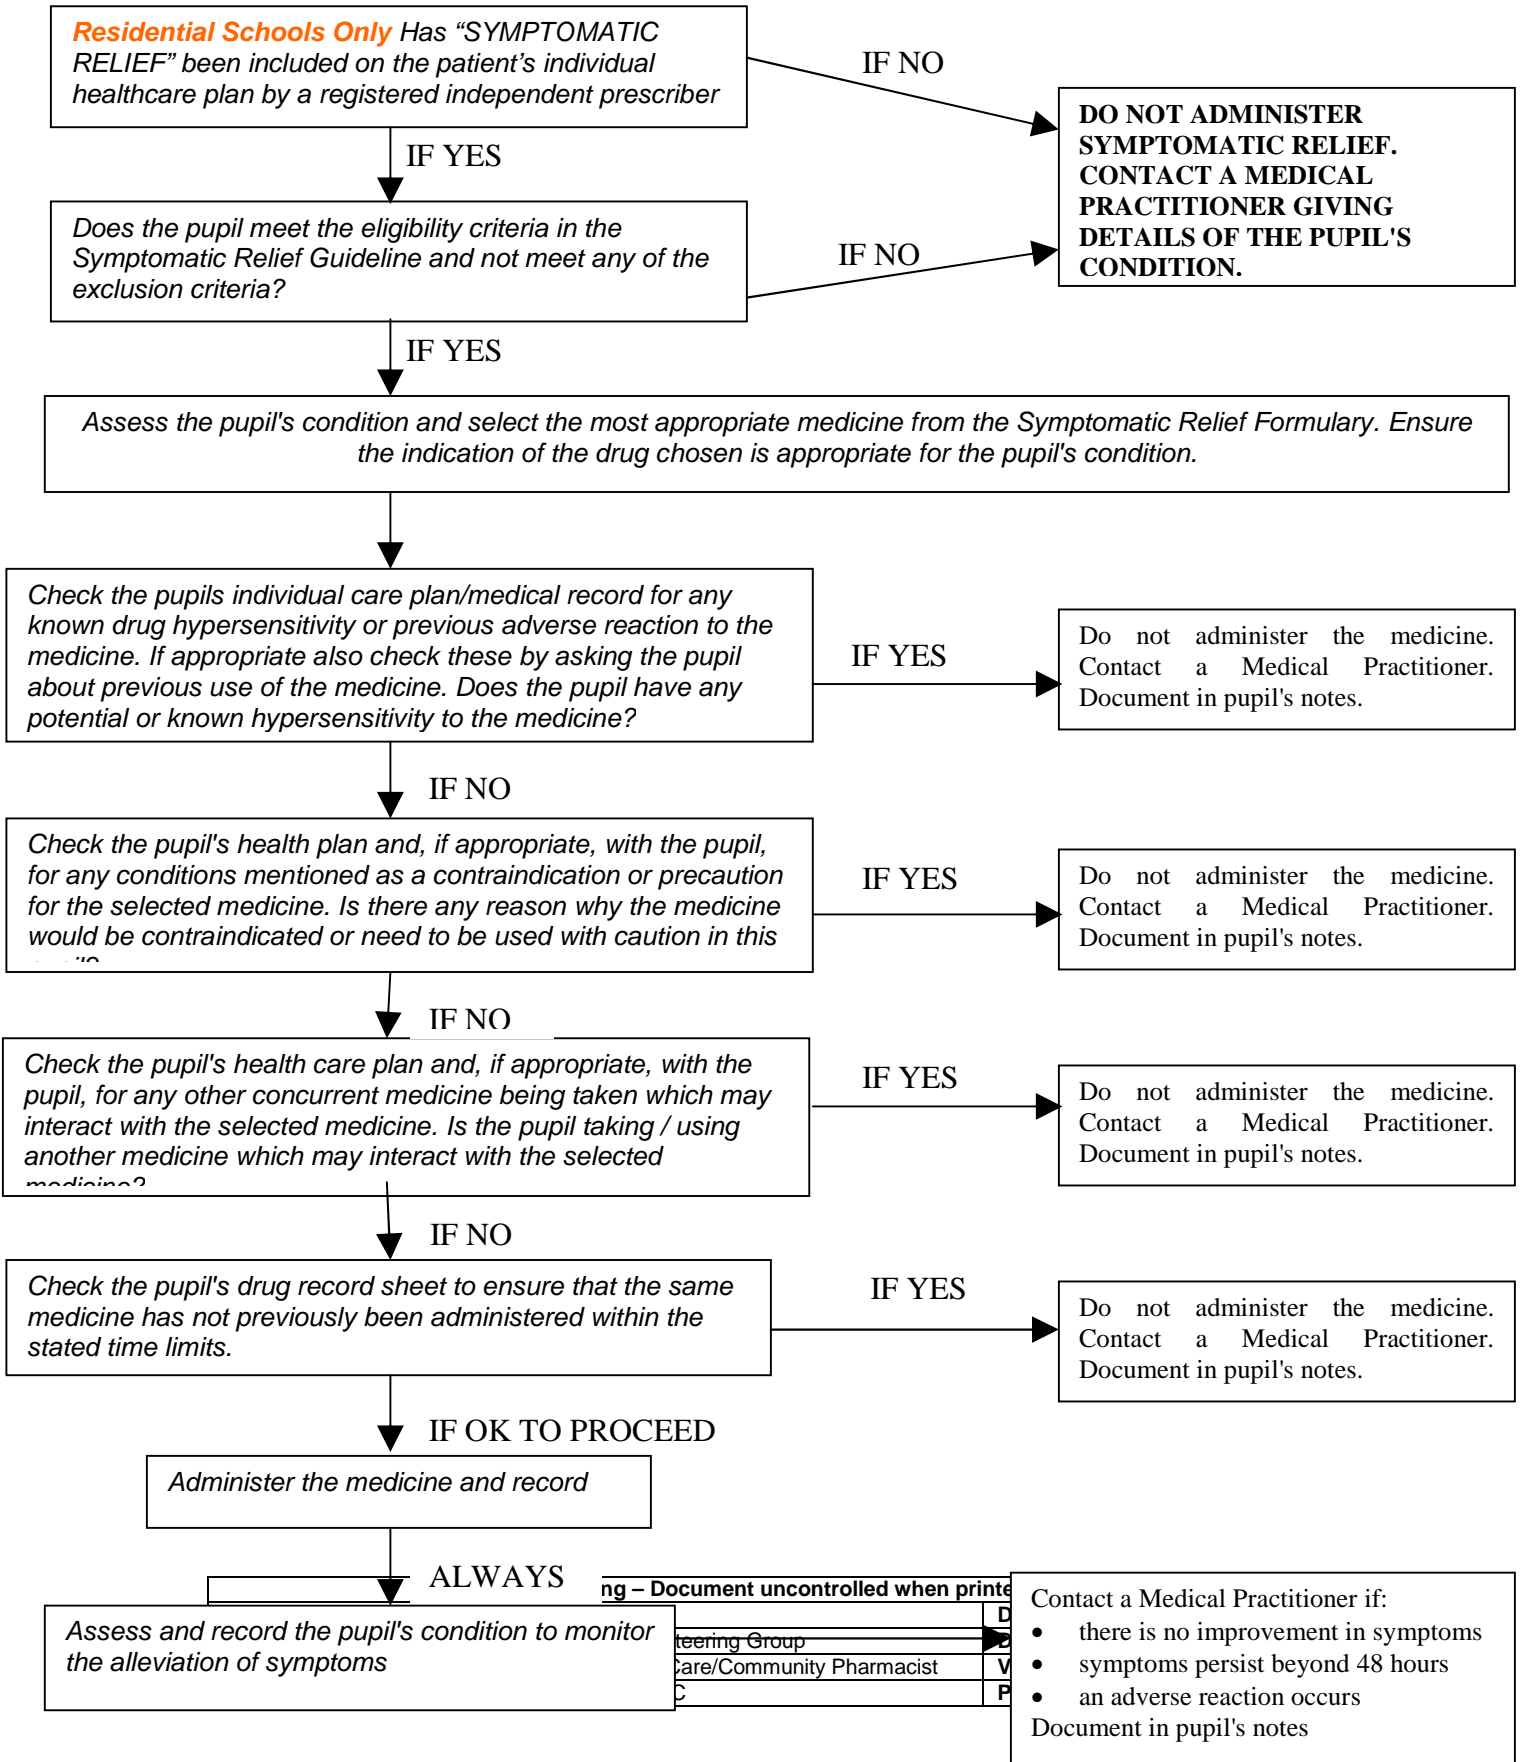 Residential Schools Only Has “SYMPTOMATIC
RELIEF” been included on the patient’s individual
healthcare plan by a registered independent prescriber
IF NO
DO NOT ADMINISTER
SYMPTOMATIC RELIEF.
CONTACT A MEDICAL
PRACTITIONER GIVING
DETAILS OF THE PUPIL'S
CONDITION.
IF YES
Does the pupil meet the eligibility criteria in the
Symptomatic Relief Guideline and not meet any of the
exclusion criteria?
IF NO
IF YES
Assess the pupil's condition and select the most appropriate medicine from the Symptomatic Relief Formulary. Ensure
the indication of the drug chosen is appropriate for the pupil's condition.
Check the pupils individual care plan/medical record for any
known drug hypersensitivity or previous adverse reaction to the
medicine. If appropriate also check these by asking the pupil
about previous use of the medicine. Does the pupil have any
potential or known hypersensitivity to the medicine?
IF YES
Do not administer the medicine.
Contact a Medical Practitioner.
Document in pupil's notes.
IF NO
Check the pupil's health plan and, if appropriate, with the pupil,
for any conditions mentioned as a contraindication or precaution
for the selected medicine. Is there any reason why the medicine
would be contraindicated or need to be used with caution in this
IF YES
Do not administer the medicine.
Contact a Medical Practitioner.
Document in pupil's notes.
IF NO
Check the pupil's health care plan and, if appropriate, with the
pupil, for any other concurrent medicine being taken which may
interact with the selected medicine. Is the pupil taking / using
another medicine which may interact with the selected
medicine?
IF YES
Do not administer the medicine.
Contact a Medical Practitioner.
Document in pupil's notes.
IF NO
Check the pupil's drug record sheet to ensure that the same
medicine has not previously been administered within the
stated time limits.
IF YES
Do not administer the medicine.
Contact a Medical Practitioner.
Document in pupil's notes.
IF OK TO PROCEED
Administer the medicine and record
ALWAYS
ng – Document uncontrolled when printe
D
teering Group
D
Care/Community Pharmacist V
C P
Assess and record the pupil's condition to monitor
the alleviation of symptoms
Contact a Medical Practitioner if:
• there is no improvement in symptoms
• symptoms persist beyond 48 hours
• an adverse reaction occurs
Document in pupil's notes